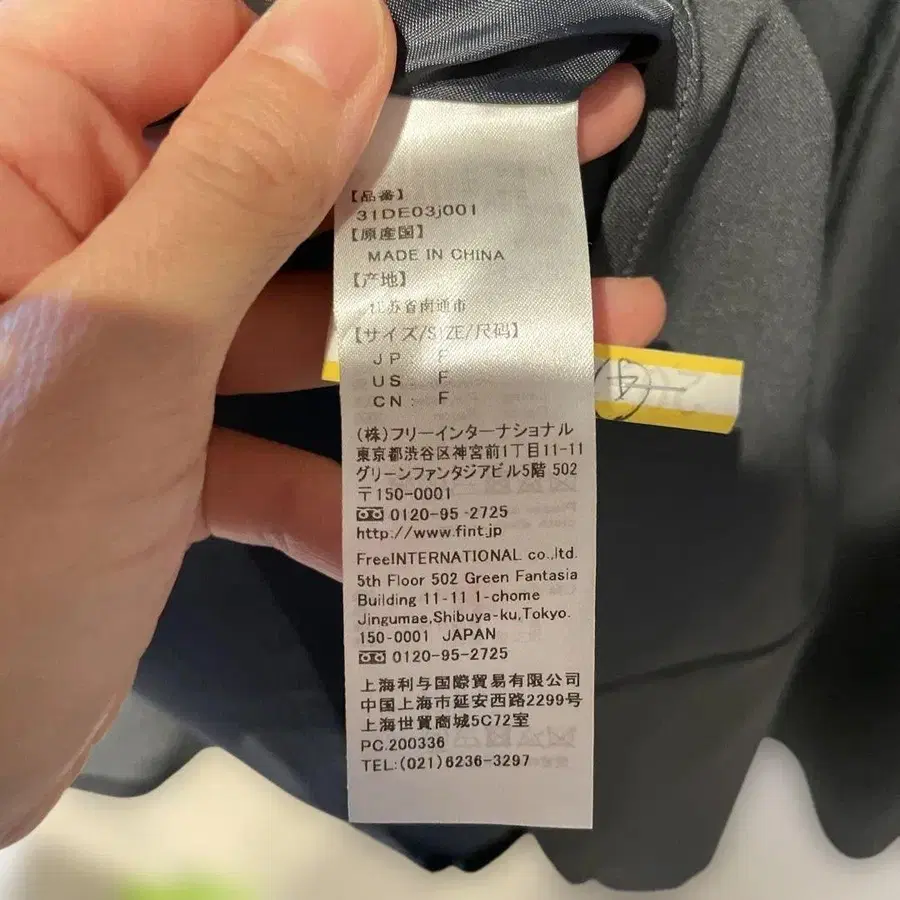 【品番】
31DE03j001
【原産国】
MADE IN CHINA
【产地】
江苏省南通市
【サイズ/SIZE/尺码】
JP: F
US: F
CN: F
(株)フリーインターナショナル
東京都渋谷区神宮前1丁目11-11
グリーンファンタジアビル5階 502
〒150-0001
0120-95-2725
http://www.fint.jp
FreeINTERNATIONAL co.,ltd.
5th Floor 502 Green Fantasia
Building 11-11 1-chome
Jingumae,Shibuya-ku,Tokyo.
150-0001 JAPAN
0120-95-2725
上海利与国際貿易有限公司
中国上海市延安西路2299号
上海世貿商城5C72室
PC.200336
TEL:(021)6236-3297